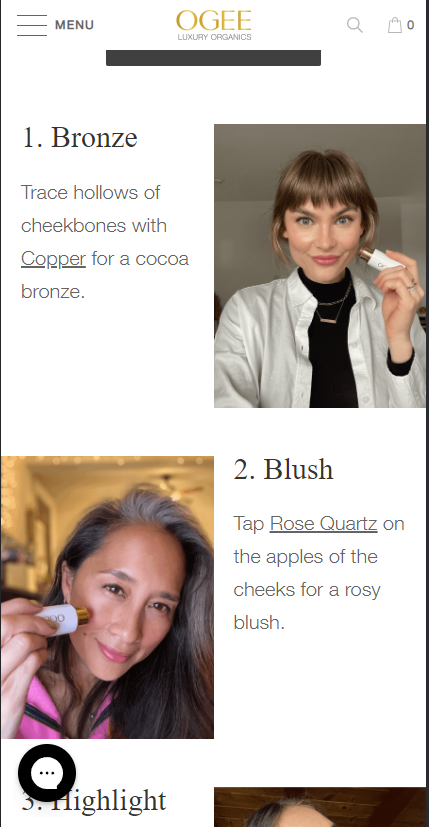 MENU
OGEE
LUXURY ORGANICS
0
1. Bronze
Trace hollows of
cheekbones with
Copper for a cocoa
bronze.
2. Blush
Tap Rose Quartz on
the apples of the
cheeks for a rosy
blush.
3. Highlight